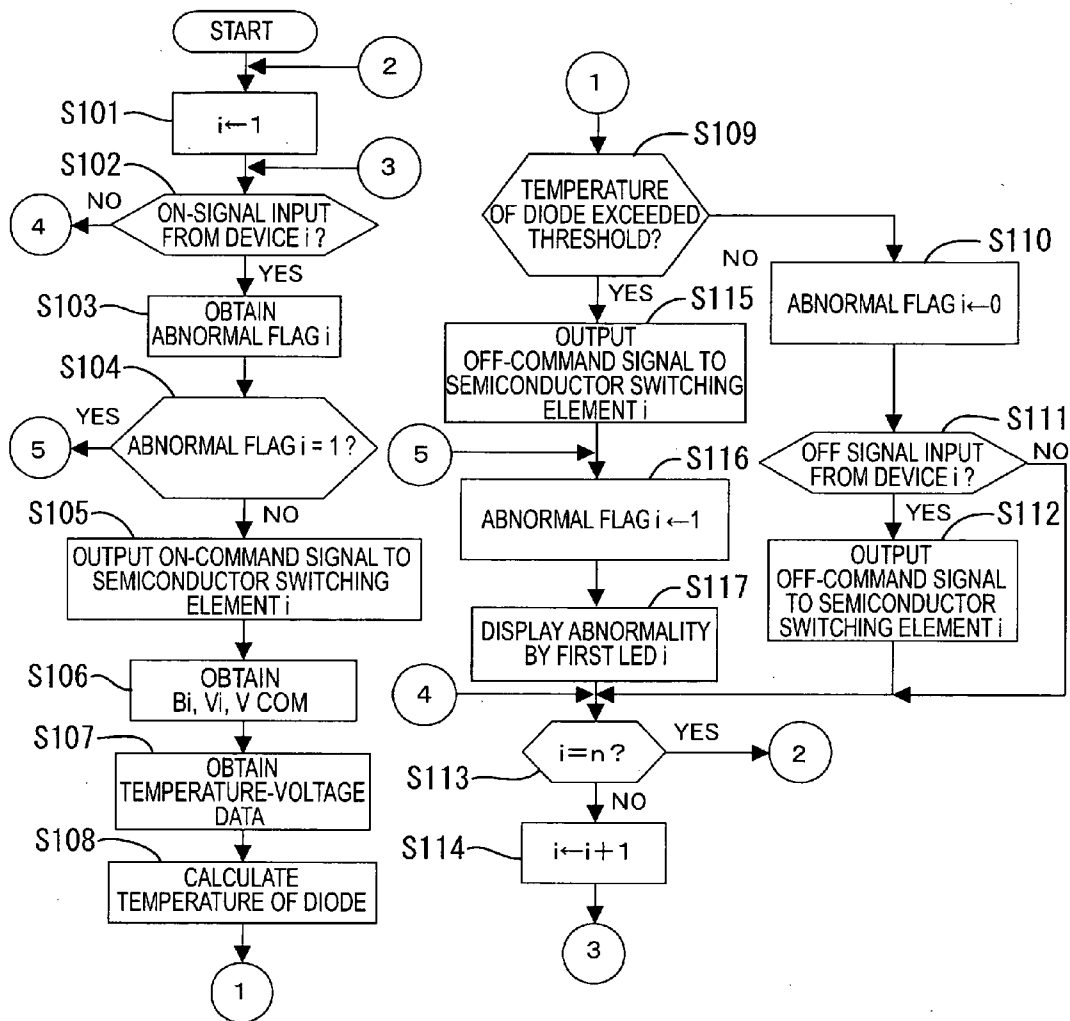 START
2
S101
i←1
S102
3
NO
4
ON-SIGNAL INPUT
FROM DEVICE i ?
YES
S103
OBTAIN
ABNORMAL FLAG i
S104
YES
5
ABNORMAL FLAG i = 1 ?
NO
S105
OUTPUT ON-COMMAND SIGNAL TO
SEMICONDUCTOR SWITCHING
ELEMENT i
S106
OBTAIN
Bi, Vi, V COM
S107
OBTAIN
TEMPERATURE-VOLTAGE
DATA
S108
CALCULATE
TEMPERATURE OF DIODE
1
1
S109
TEMPERATURE
OF DIODE EXCEEDED
THRESHOLD?
NO
YES
S110
ABNORMAL FLAG i←0
S115
OUTPUT
OFF-COMMAND SIGNAL TO
SEMICONDUCTOR SWITCHING
ELEMENT i
S111
OFF SIGNAL INPUT
FROM DEVICE i ?
NO
YES
5
S116
ABNORMAL FLAG i ←1
S112
OUTPUT
OFF-COMMAND SIGNAL
TO SEMICONDUCTOR
SWITCHING ELEMENT i
S117
DISPLAY ABNORMALITY
BY FIRST LED i
4
S113
i=n ?
YES
2
NO
S114
i←i+1
3